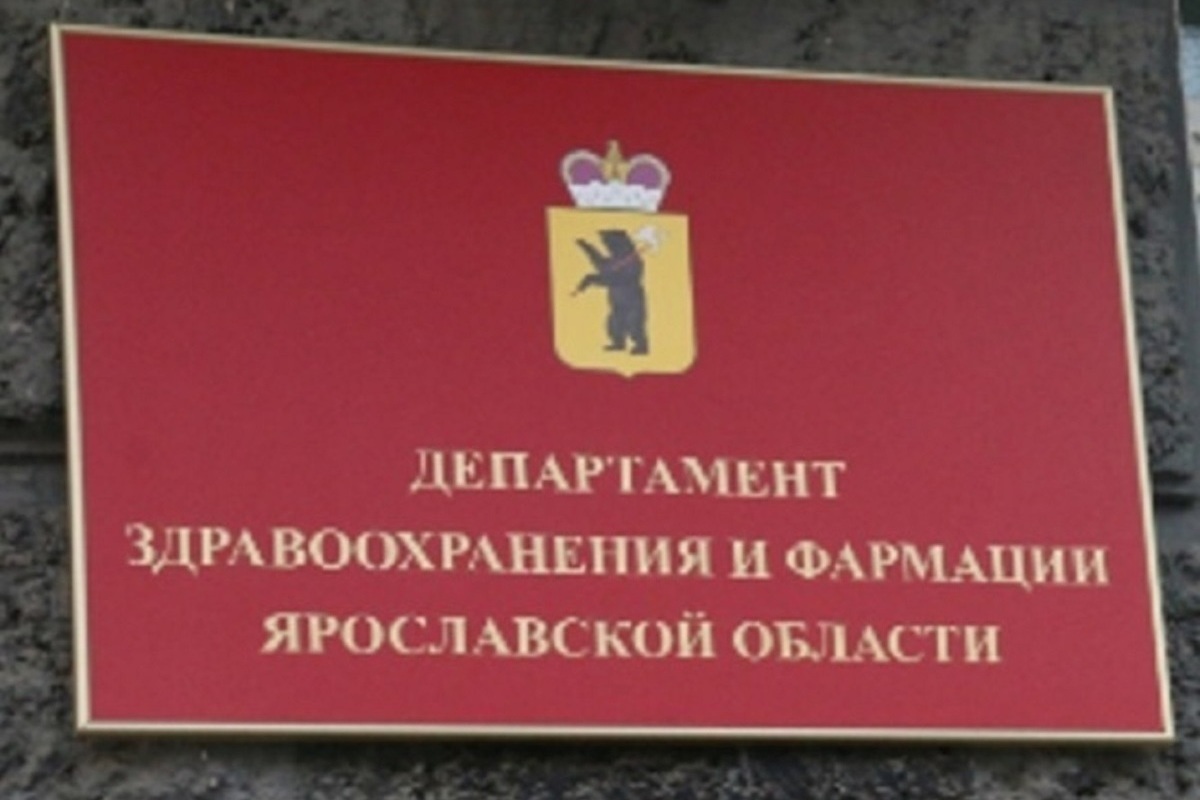 ДЕПАРТАМЕНТ
ЗДРАВООХРАНЕНИЯ И ФАРМАЦИИ
ЯРОСЛАВСКОЙ ОБЛАСТИ